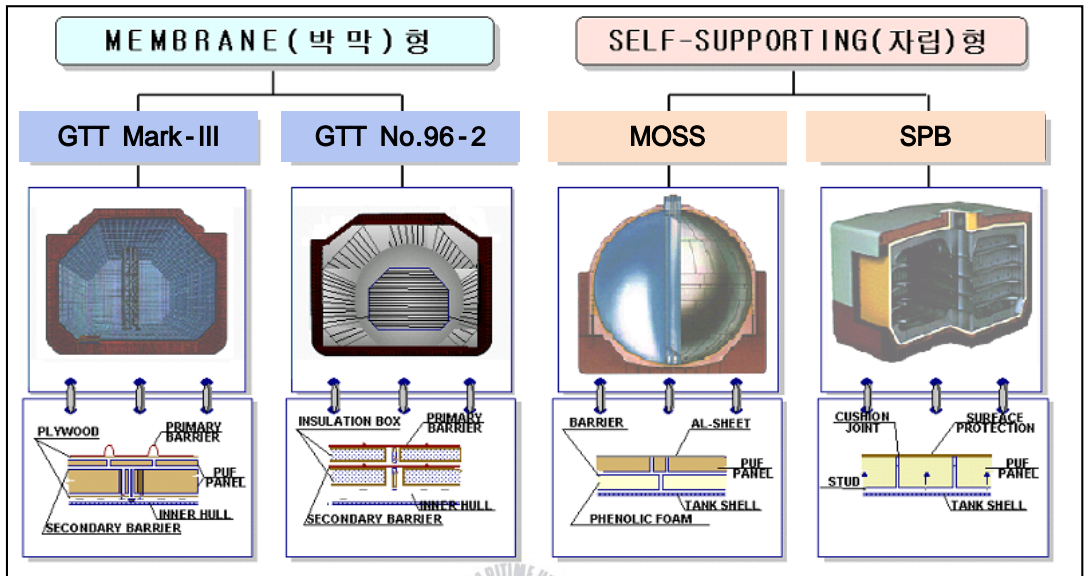 MEMBRANE(박막)형
SELF-SUPPORTING(자립)형
GTT Mark-III
GTT No.96-2
MOSS
SPB
PLYWOOD
PRIMARY
BARRIER
PUF
PANEL
INNER HULL
SECONDARY BARRIER
INSULATION BOX
PRIMARY
BARRIER
INNER HULL
SECONDARY BARRIER
BARRIER
AL-SHEET
PUF
PANEL
TANK SHELL
PHENOLIC FOAM
CUSHION
JOINT
SURFACE
PROTECTION
PUF
PANEL
STUD
TANK SHELL